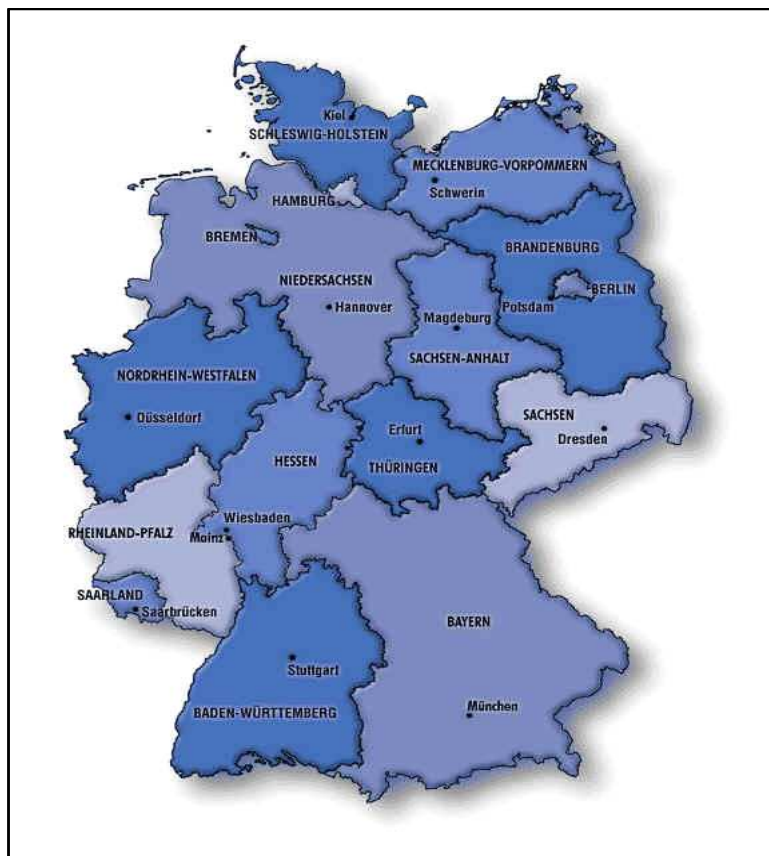 Kiel
SCHLESWIG-HOLSTEIN
MECKLENBURG-VORPOMMERN
Schwerin
HAMBURG
BREMEN
BRANDENBURG
NIEDERSACHSEN
BERLIN
Hannover
Potsdam
Magdeburg
SACHSEN-ANHALT
NORDRHEIN-WESTFALEN
Düsseldorf
SACHSEN
Erfurt
Dresden
HESSEN
THÜRINGEN
Wiesbaden
RHEINLAND-PFALZ
Mainz
SAARLAND
Saarbrücken
BAYERN
Stuttgart
München
BADEN-WÜRTTEMBERG